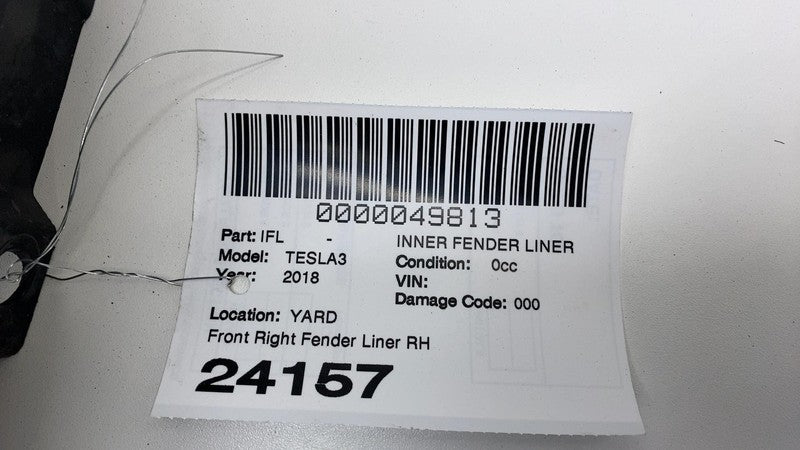 0000049813
Part: IFL - INNER FENDER LINER
Model: TESLA3 Condition: 0cc
Year: 2018 VIN:
Damage Code: 000
Location: YARD
Front Right Fender Liner RH
24157